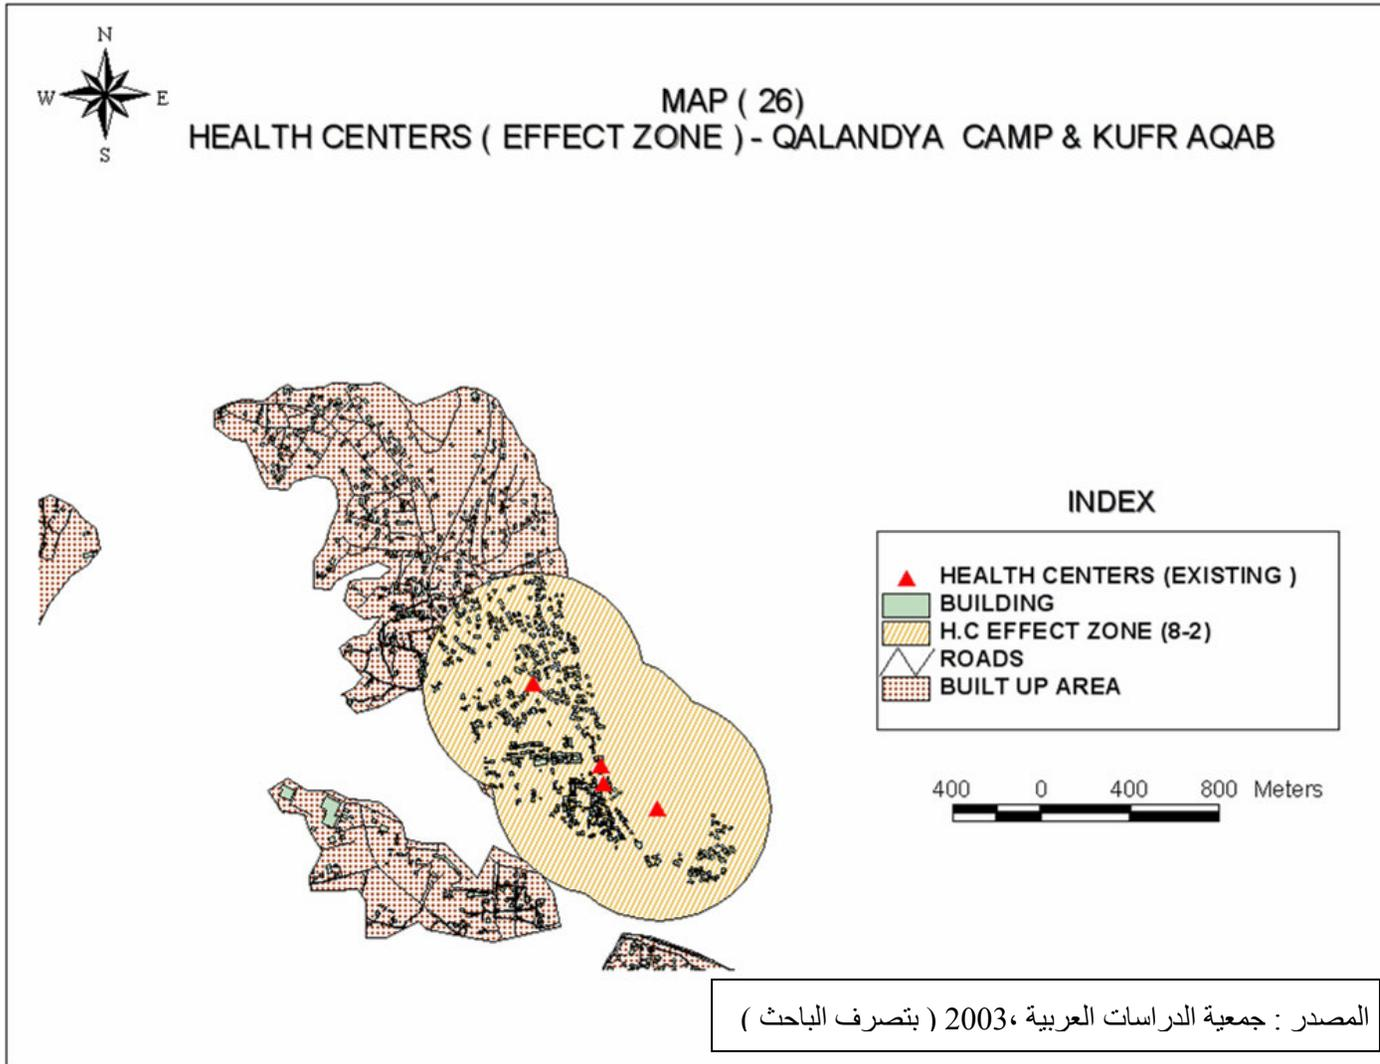 N
W E
S
MAP ( 26)
HEALTH CENTERS ( EFFECT ZONE ) - QALANDYA CAMP & KUFR AQAB
INDEX
HEALTH CENTERS (EXISTING )
BUILDING
H.C EFFECT ZONE (8-2)
ROADS
BUILT UP AREA
400 0 400 800 Meters
المصدر : جمعية الدراسات العربية ،2003 ( بتصرف الباحث )